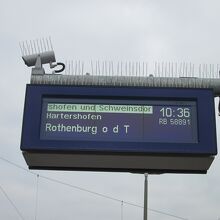 shofen und Schweinsdor
Hartershofen
Rothenburg o d T
10:36
RB 58891